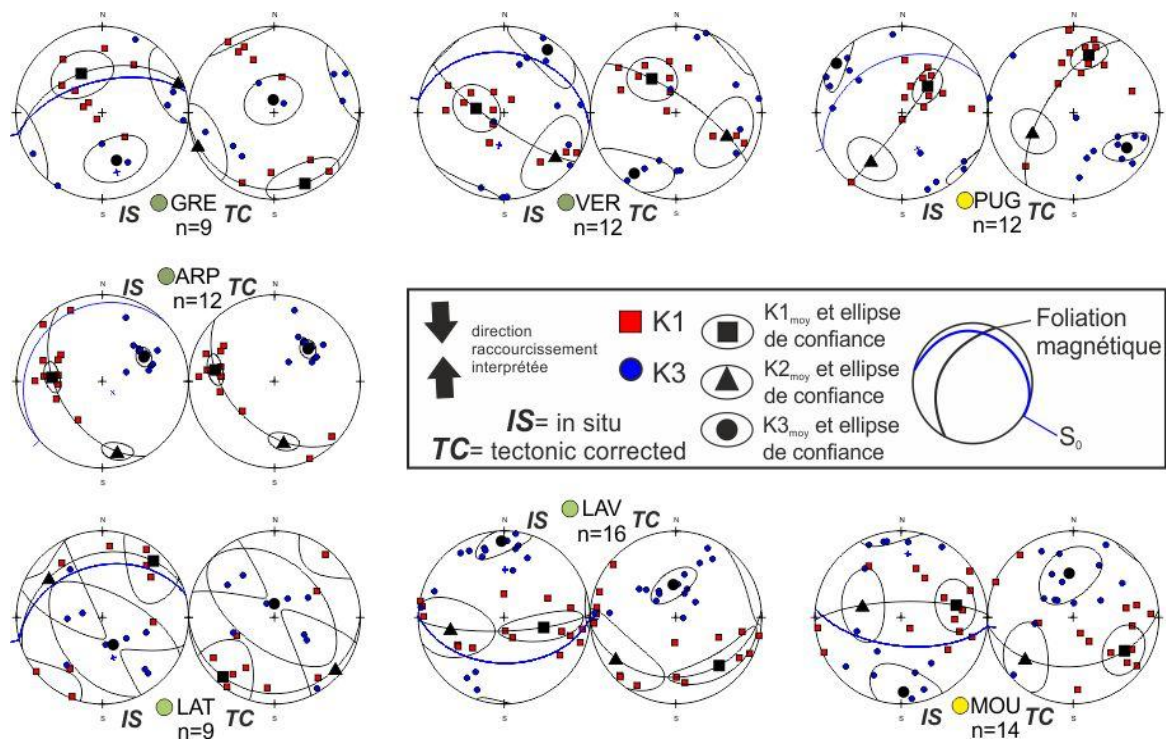 N
N
N
N
N
N
S
S
S
S
S
S
IS GRE TC
n=9
IS VER TC
n=12
IS PUG TC
n=12
IS ARP TC
n=12
N
N
S
S
direction
raccourcissement
interprétée
IS= in situ
TC= tectonic corrected
K1
K3
K1moy et ellipse
de confiance
K2moy et ellipse
de confiance
K3moy et ellipse
de confiance
Foliation
magnétique
S0
IS LAV TC
n=16
N
N
N
N
N
N
S
S
S
S
S
S
IS LAT TC
n=9
IS MOU TC
n=14